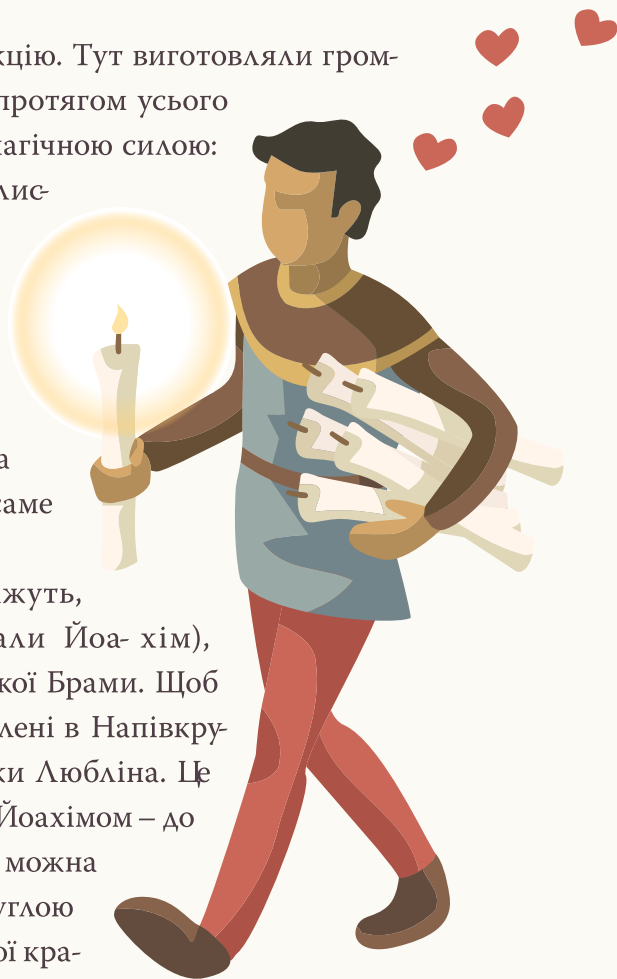 кцію. Тут виготовляли гром-
протягом усього
магічною силою:
лис-
а
саме
жуть,
али Йоа- хім),
кої Брами. Щоб
лені в Напівкру-
ки Любліна. Це
Йоахімом – до
можна
углою
ої кра-